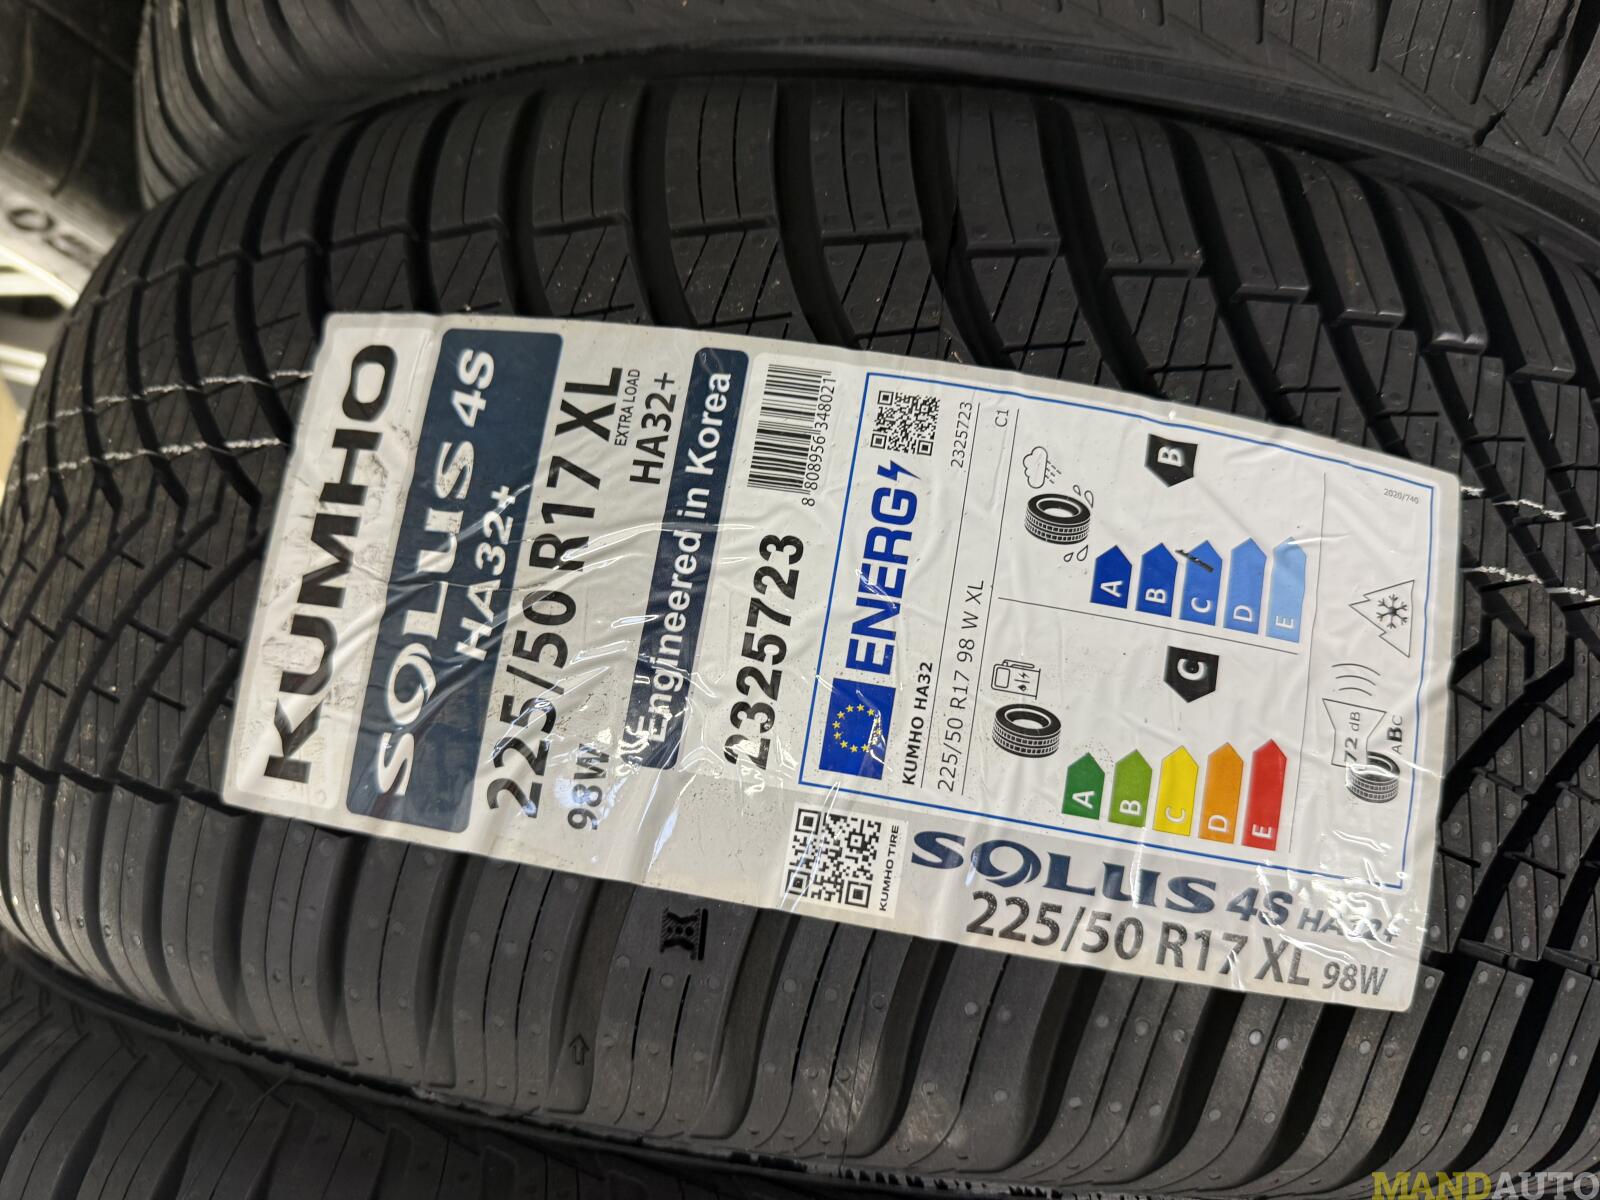 KUMHO
SOLUS 4S
HA32+
225/50 R17 XL
EXTRA LOAD
98W
HA32+
Engineered in Korea
2325723
8 808956 348021
ENERG
2325723
KUMHO HA32
225/50 R17 98 W XL
C1
B
A
B
C
D
E
C
A
B
C
D
E
2020/740
72 dB
ABC
KUMHO TIRE
SOLUS 4S HA32+
225/50 R17 XL 98W
MANDAUTO